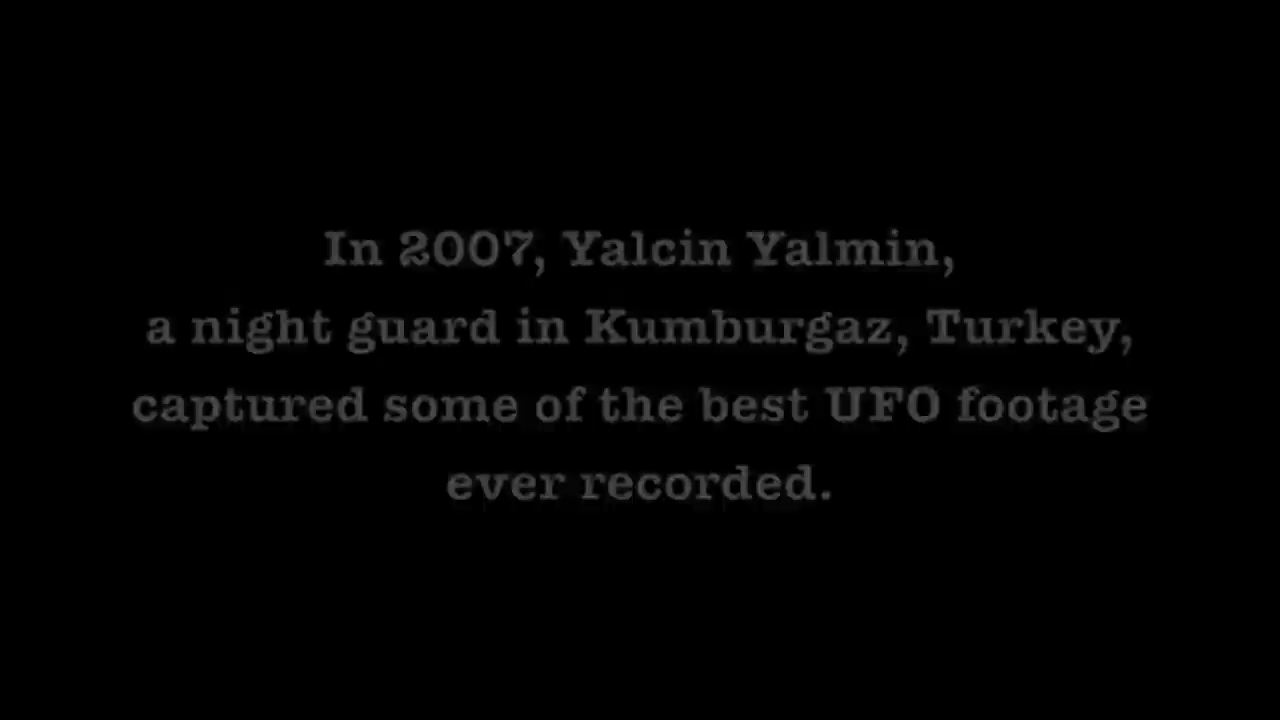 In 2007, Yalcin Yalmin,
a night guard in Kumburgaz, Turkey,
captured some of the best UFO footage
ever recorded.